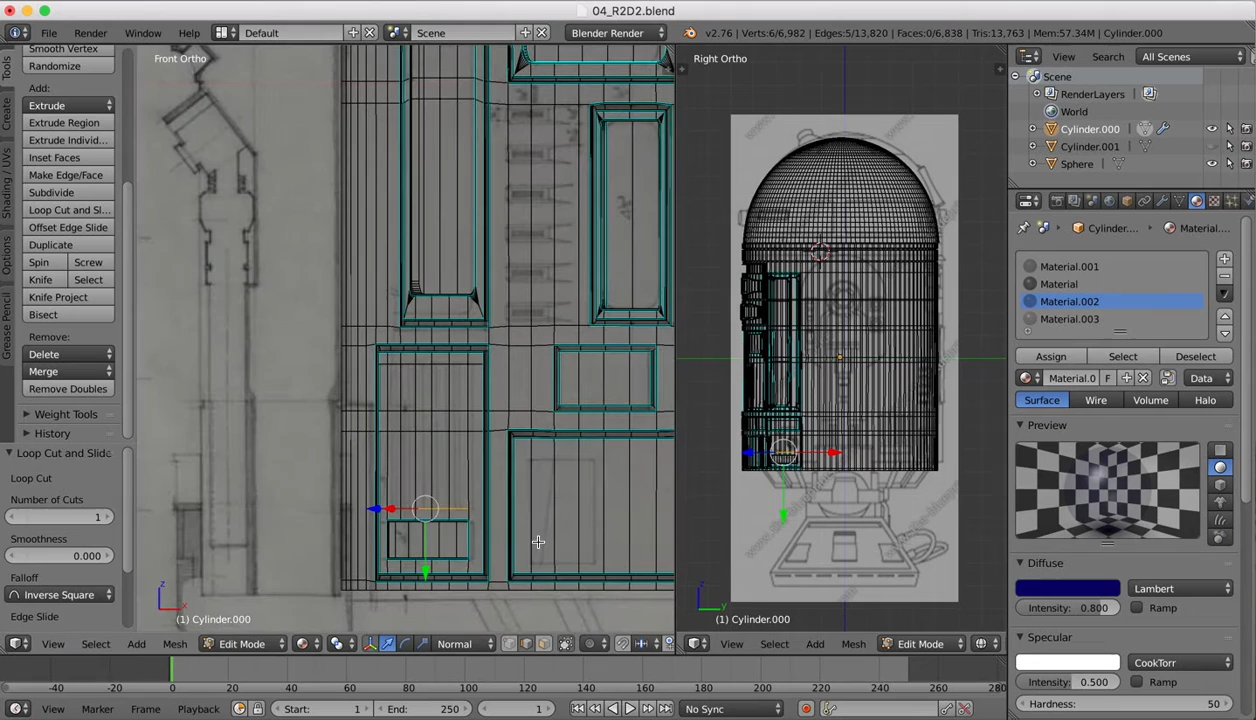 04_R2D2.blend
File Render Window Help Default Scene Blender Render v2.76 | Verts:6/6,982 | Edges:5/13,820 | Faces:0/6,838 | Tris:13,763 | Mem:57.34M | Cylinder.000
Tools
Create
Shading / UVs
Options
Grease Pencil
Smooth Vertex
Randomize
Add:
Extrude
Extrude Region
Extrude Individ...
Inset Faces
Make Edge/Face
Subdivide
Loop Cut and Sl...
Offset Edge Slide
Duplicate
Spin Screw
Knife Select
Knife Project
Bisect
Remove:
Delete
Merge
Remove Doubles
Weight Tools
History
Loop Cut and Slide
Loop Cut
Number of Cuts
1
Smoothness
0.000
Falloff
Inverse Square
Edge Slide
Front Ortho
z
x
(1) Cylinder.000
Right Ortho
z
y
(1) Cylinder.000
View Select Add Mesh Edit Mode Normal
View Select Add Mesh Edit Mode
View Search All Scenes
Scene
RenderLayers
World
Cylinder.000
Cylinder.001
Sphere
Cylinder.... Material....
Material.001
Material
Material.002
Material.003
Assign Select Deselect
Material.0 F Data
Surface Wire Volume Halo
Preview
Diffuse
Lambert
Intensity: 0.800 Ramp
Specular
CookTorr
Intensity: 0.500 Ramp
Hardness: 50
-40 -20 0 20 40 60 80 100 120 140 160 180 200 220 240 260 280
View Marker Frame Playback Start: 1 End: 250 1 No Sync